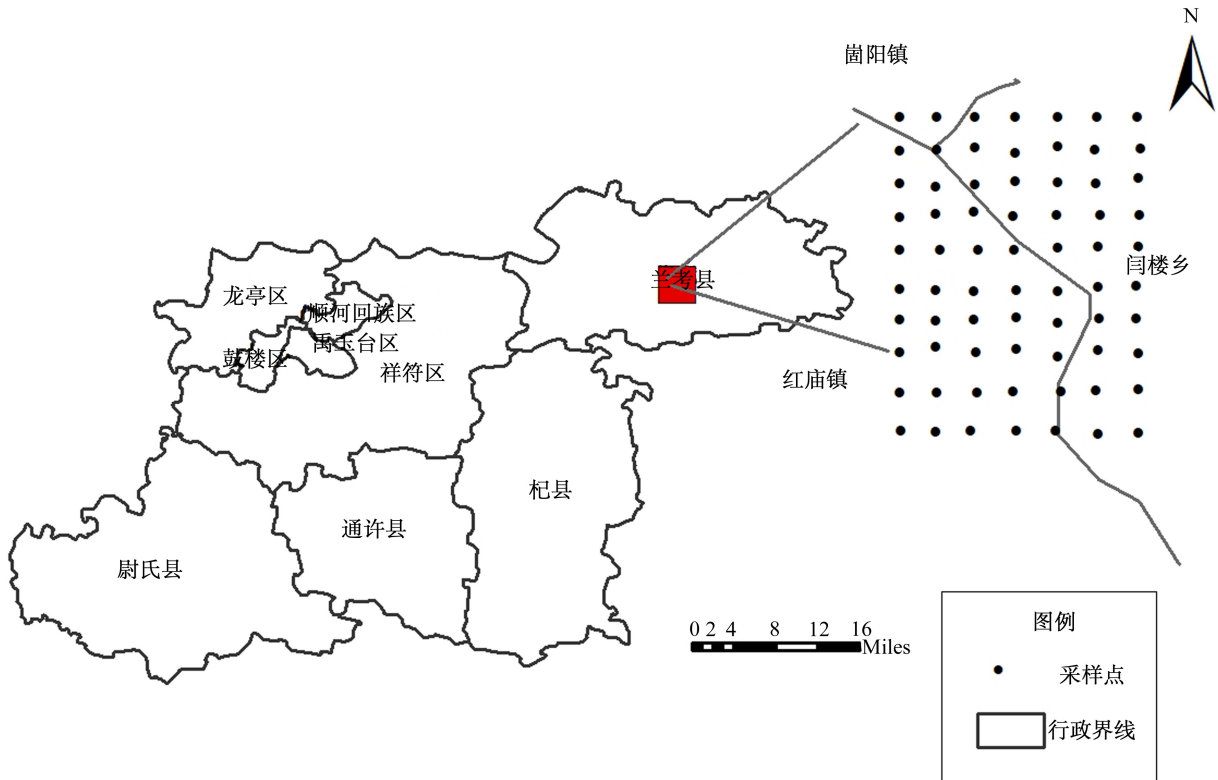 N
崮阳镇
闫楼乡
龙亭区
兰考县
顺河回族区
禹王台区
鼓楼区
祥符区
红庙镇
杞县
通许县
尉氏县
0 2 4 8 12 16
Miles
图例
采样点
行政界线